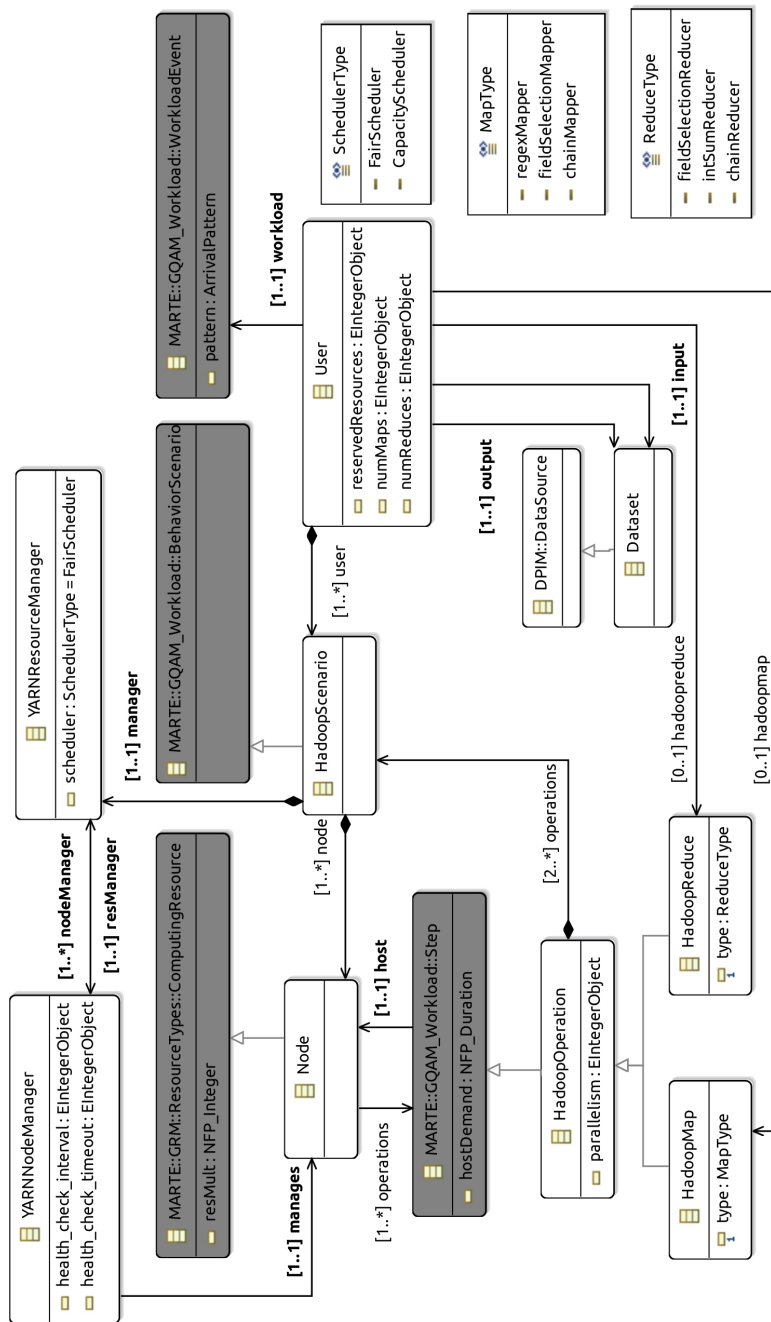 YARNNodeManager
health_check_interval: EIntegerObject
health_check_timeout: EIntegerObject
[1..*] nodeManager
[1..1] resManager
YARNResourceManager
scheduler : SchedulerType = FairScheduler
[1..1] manager
[1..1] manages
MARTE::GRM::ResourceTypes::ComputingResource
resMult : NFP_Integer
MARTE::GQAM_Workload::BehaviorScenario
MARTE::GQAM_Workload::WorkloadEvent
pattern : ArrivalPattern
[1..1] workload
Node
[1..*] node
HadoopScenario
[1..*] user
User
reservedResources : EIntegerObject
numMaps : EIntegerObject
numReduces : EIntegerObject
SchedulerType
FairScheduler
CapacityScheduler
[1..*] operations
[1..1] host
MARTE::GQAM_Workload::Step
hostDemand : NFP_Duration
[1..1] output
MapType
regexMapper
fieldSelectionMapper
chainMapper
HadoopOperation
parallelism : EIntegerObject
[2..*] operations
DPIM::DataSource
Dataset
[1..1] input
ReduceType
fieldSelectionReducer
intSumReducer
chainReducer
HadoopMap
type : MapType
HadoopReduce
type : ReduceType
[0..1] hadoopreduce
[0..1] hadoopmap